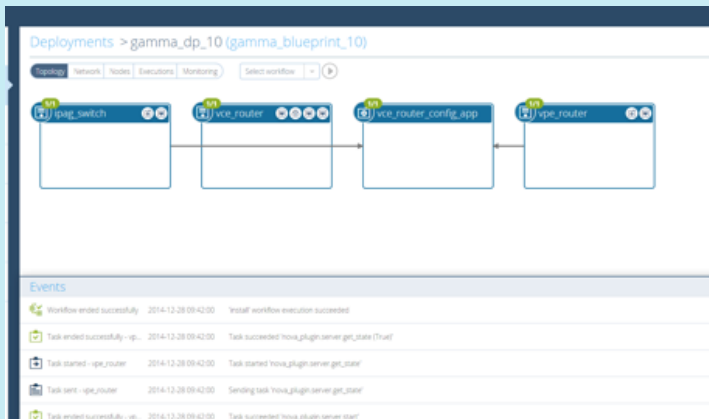 Deployments > gamma_dp_10 (gamma_blueprint_10)
Topology Network Nodes Executions Monitoring Select workflow
1/1 1/1 1/1 1/1
ipag_switch vce_router vce_router_config_app vpe_router
Events
Workflow ended successfully 2014-12-28 09:42:00 'install' workflow execution succeeded
Task ended successfully - vp... 2014-12-28 09:42:00 Task succeeded 'nova_plugin.server.get_state (True)'
Task started - vpe_router 2014-12-28 09:42:00 Task started 'nova_plugin.server.get_state'
Task sent - vpe_router 2014-12-28 09:42:00 Sending task 'nova_plugin.server.get_state'
Task ended successfully - vp... 2014-12-28 09:42:00 Task succeeded 'nova_plugin.server.start'